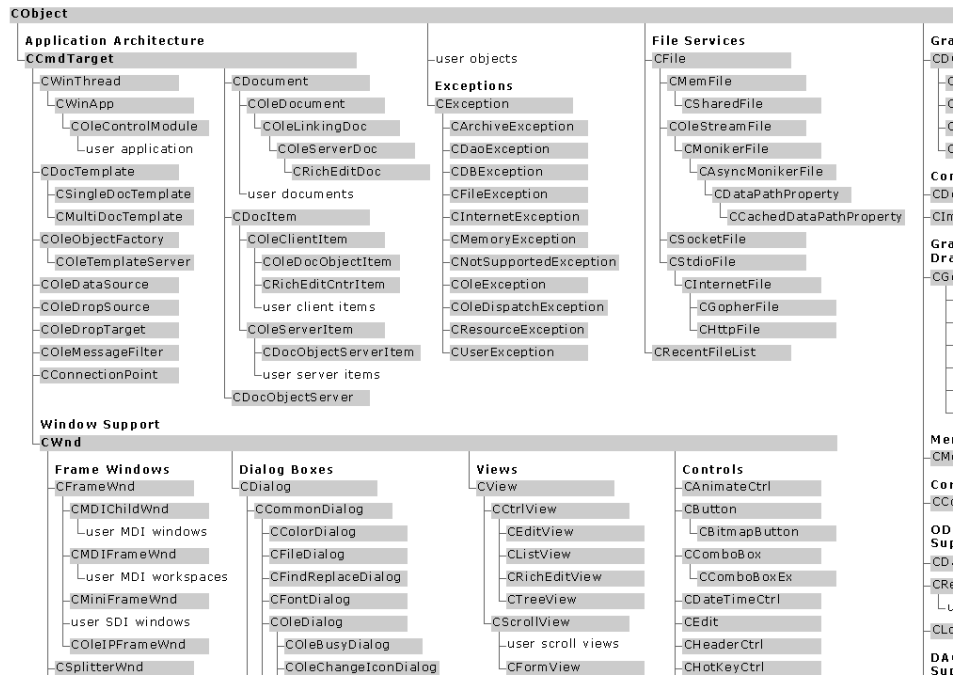 CObject
Application Architecture
CCmdTarget
CWinThread
CWinApp
COleControlModule
user application
CDocTemplate
CSingleDocTemplate
CMultiDocTemplate
COleObjectFactory
COleTemplateServer
COleDataSource
COleDropSource
COleDropTarget
COleMessageFilter
CConnectionPoint
CDocument
COleDocument
COleLinkingDoc
COleServerDoc
CRichEditDoc
user documents
CDocItem
COleClientItem
COleDocObjectItem
CRichEditCntrItem
user client items
COleServerItem
CDocObjectServerItem
user server items
CDocObjectServer
user objects
Exceptions
CException
CArchiveException
CDaoException
CDBException
CFileException
CInternetException
CMemoryException
CNotSupportedException
COleException
COleDispatchException
CResourceException
CUserException
File Services
CFile
CMemFile
CSharedFile
COleStreamFile
CMonikerFile
CAsyncMonikerFile
CDataPathProperty
CCachedDataPathProperty
CSocketFile
CStdioFile
CInternetFile
CGopherFile
CHttpFile
CRecentFileList
Window Support
CWnd
Frame Windows
CFrameWnd
CMDIChildWnd
user MDI windows
CMDIFrameWnd
user MDI workspaces
CMiniFrameWnd
user SDI windows
COleIPFrameWnd
CSplitterWnd
Dialog Boxes
CDialog
CCommonDialog
CColorDialog
CFileDialog
CFindReplaceDialog
CFontDialog
COleDialog
COleBusyDialog
COleChangeIconDialog
Views
CView
CCtrlView
CEditView
CListView
CRichEditView
CTreeView
CScrollView
user scroll views
CFormView
Controls
CAnimateCtrl
CButton
CBitmapButton
CComboBox
CComboBoxEx
CDateTimeCtrl
CEdit
CHeaderCtrl
CHotKeyCtrl